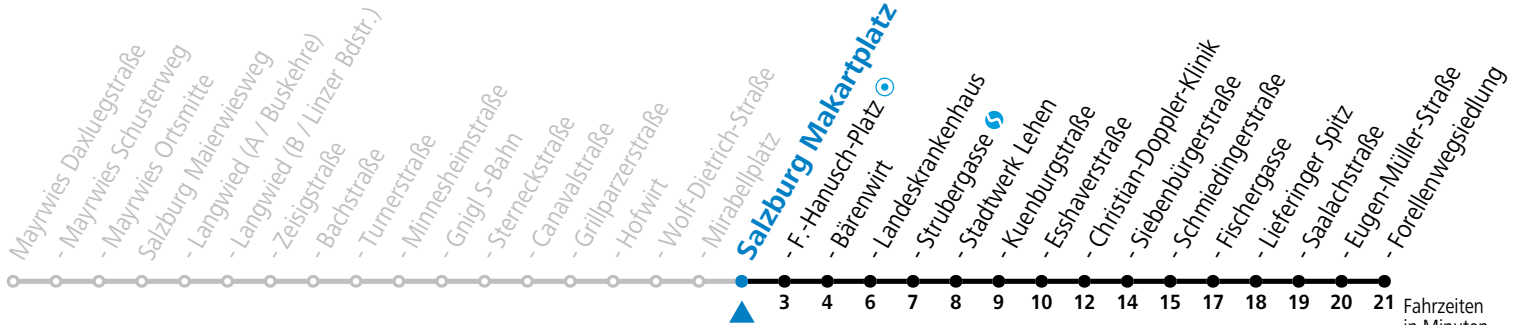 Mayrwies Daxluegstraße
- Mayrwies Schusterweg
- Mayrwies Ortsmitte
Salzburg Maierwiesweg
- Langwied (A / Buskehre)
- Langwied (B / Linzer Bdstr.)
- Zeisigstraße
- Bachstraße
- Turnerstraße
- Minnesheimstraße
- Gnigl S-Bahn
- Sterneckstraße
- Canavalstraße
- Grillparzerstraße
- Hofwirt
- Wolf-Dietrich-Straße
- Mirabellplatz
Salzburg Makartplatz
- F.-Hanusch-Platz
- Bärenwirt
- Landeskrankenhaus
- Strubergasse
- Stadtwerk Lehen
- Kuenburgstraße
- Esshaverstraße
- Christian-Doppler-Klinik
- Siebenbürgerstraße
- Schmiedingerstraße
- Fischergasse
- Lieferinger Spitz
- Saalachstraße
- Eugen-Müller-Straße
- Forellenwegsiedlung
3 4 6 7 8 9 10 12 14 15 17 18 19 20 21 Fahrzeiten
in Minuten